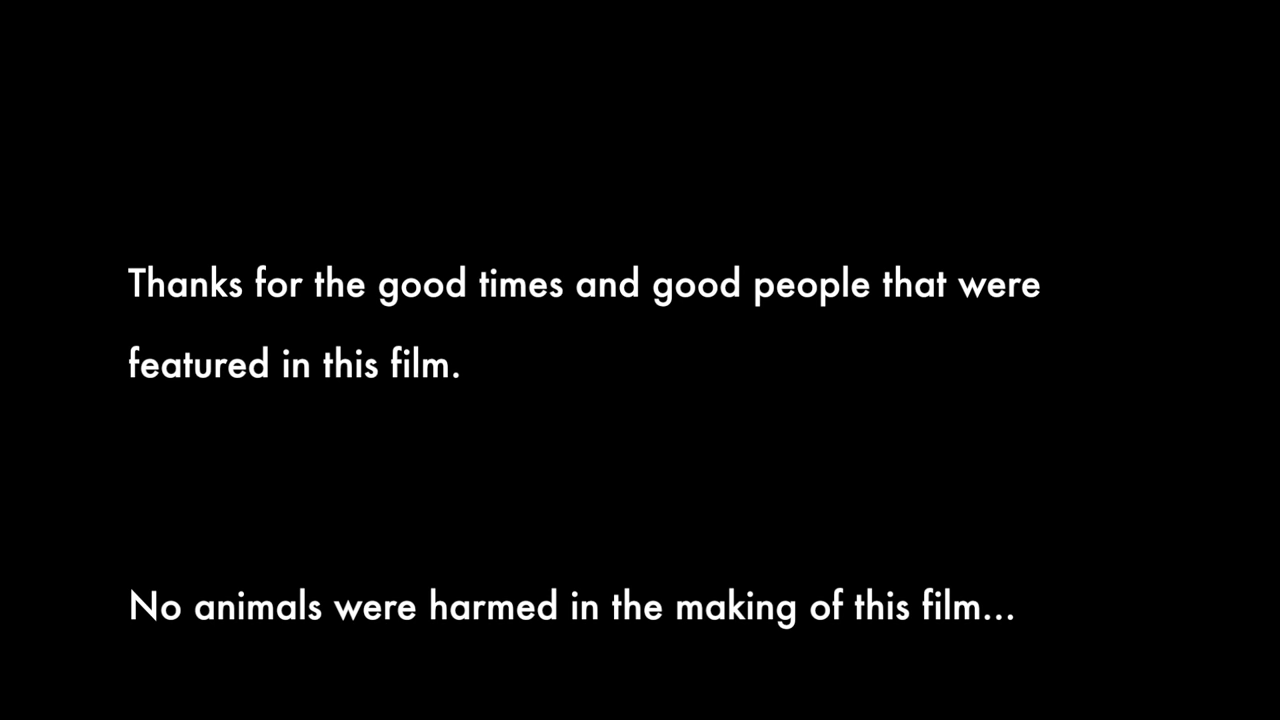 Thanks for the good times and good people that were
featured in this film.
No animals were harmed in the making of this film...